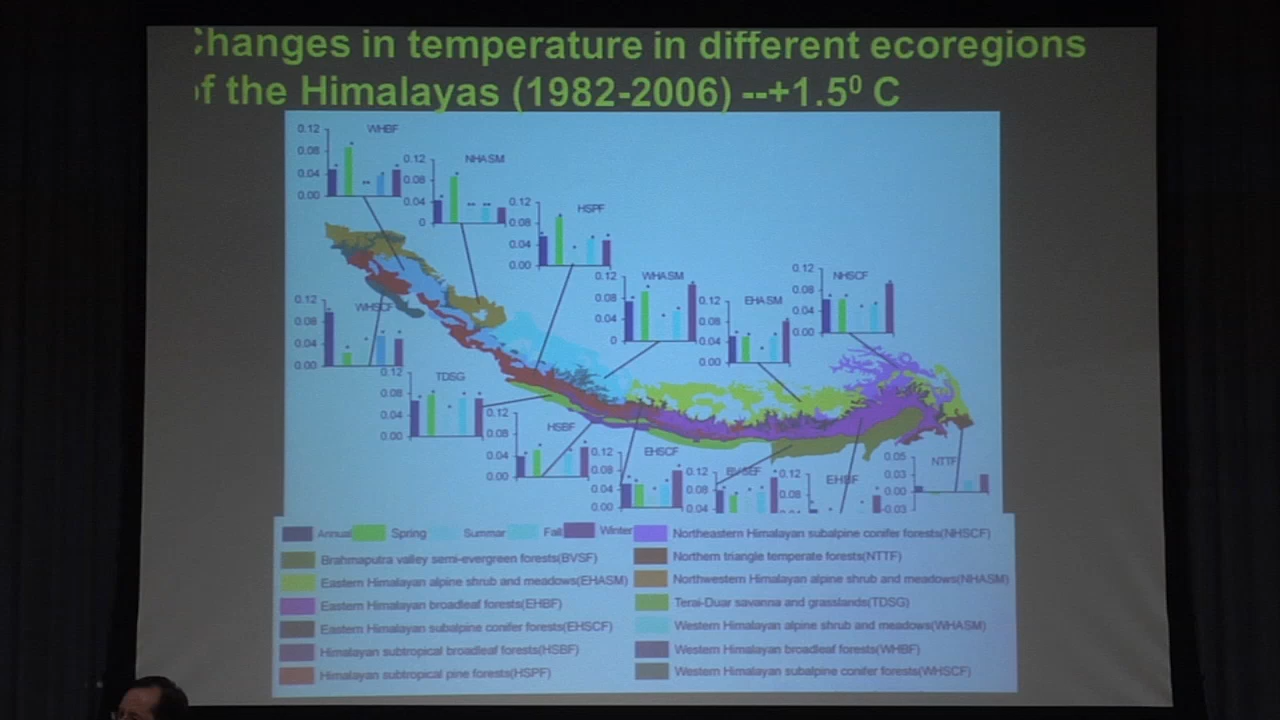 Changes in temperature in different ecoregions
of the Himalayas (1982-2006) --+1.5⁰ C
0.12
0.08
0.04
0.00
WHBF
0.12
0.08
0.04
0
NHASM
0.12
0.08
0.04
0.00
HSPF
0.12
0.08
0.04
0
WHASM
0.12
0.08
0.04
0.00
EHASM
0.12
0.08
0.04
0.00
NHSCF
0.12
0.08
0.04
0.00
WHSCF
0.12
0.08
0.04
0.00
TDSG
0.12
0.08
0.04
0.00
HSBF
0.12
0.08
0.04
0.00
EHSCF
0.12
0.08
0.04
BVSEF
0.12
0.08
0.04
EHBF
0.05
0.03
0.00
-0.03
NTTF
Annual Spring Summar Fall Winter
Brahmaputra valley semi-evergreen forests(BVSF)
Eastern Himalayan alpine shrub and meadows(EHASM)
Eastern Himalayan broadleaf forests(EHBF)
Eastern Himalayan subalpine conifer forests(EHSCF)
Himalayan subtropical broadleaf forests(HSBF)
Himalayan subtropical pine forests(HSPF)
Northeastern Himalayan subalpine conifer forests(NHSCF)
Northern triangle temperate forests(NTTF)
Northwestern Himalayan alpine shrub and meadows(NHASM)
Terai-Duar savanna and grasslands(TDSG)
Western Himalayan alpine shrub and meadows(WHASM)
Western Himalayan broadleaf forests(WHBF)
Western Himalayan subalpine conifer forests(WHSCF)